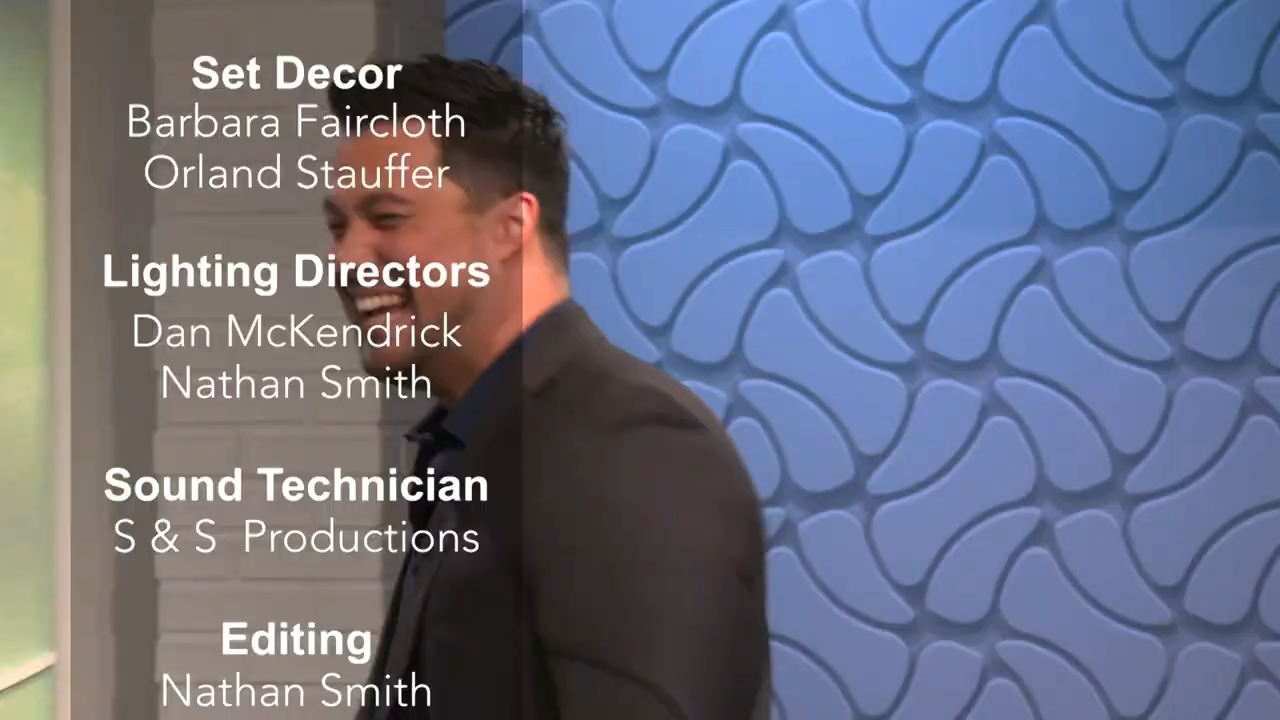 Set Decor
Barbara Faircloth
Orland Stauffer
Lighting Directors
Dan McKendrick
Nathan Smith
Sound Technician
S & S Productions
Editing
Nathan Smith